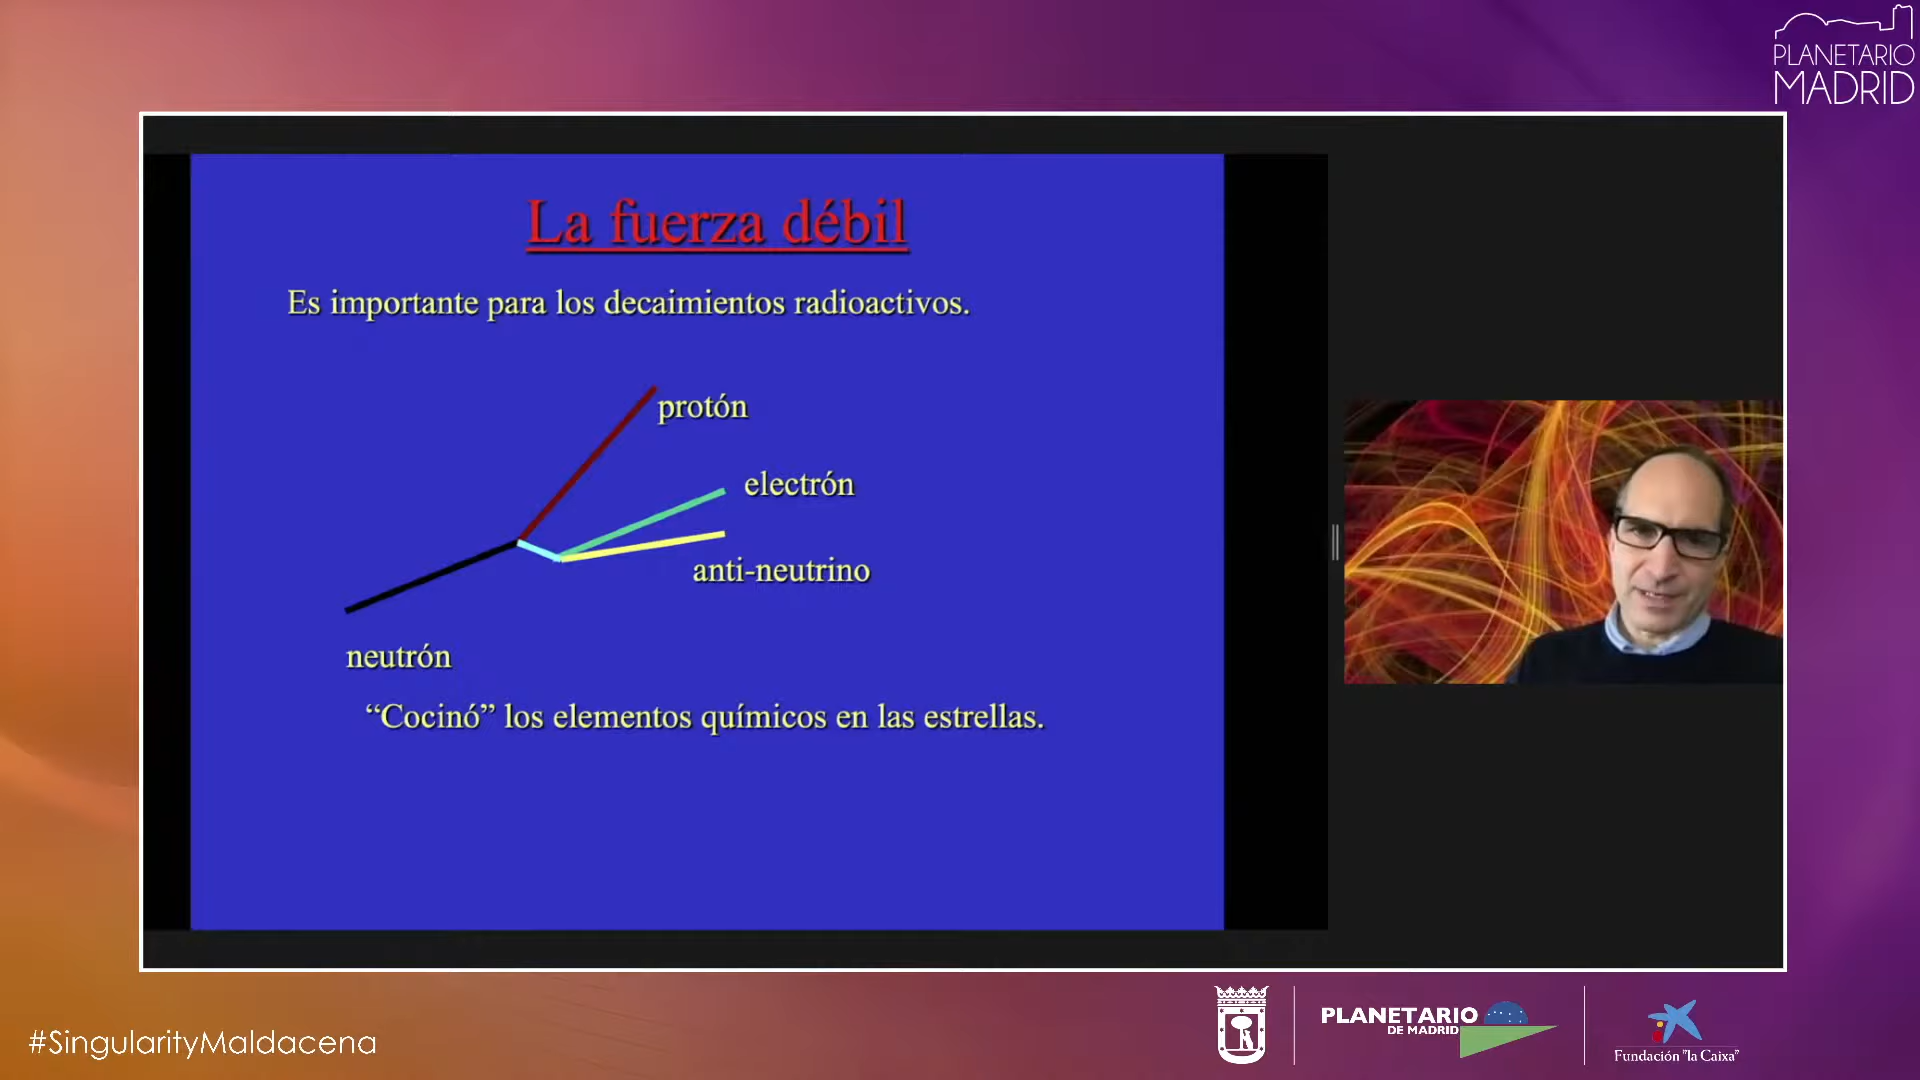 PLANETARIO
MADRID
La fuerza débil
Es importante para los decaimientos radioactivos.
protón
electrón
anti-neutrino
neutrón
“Cocinó” los elementos químicos en las estrellas.
#SingularityMaldacena
PLANETARIO
DE MADRID
Fundación "la Caixa"